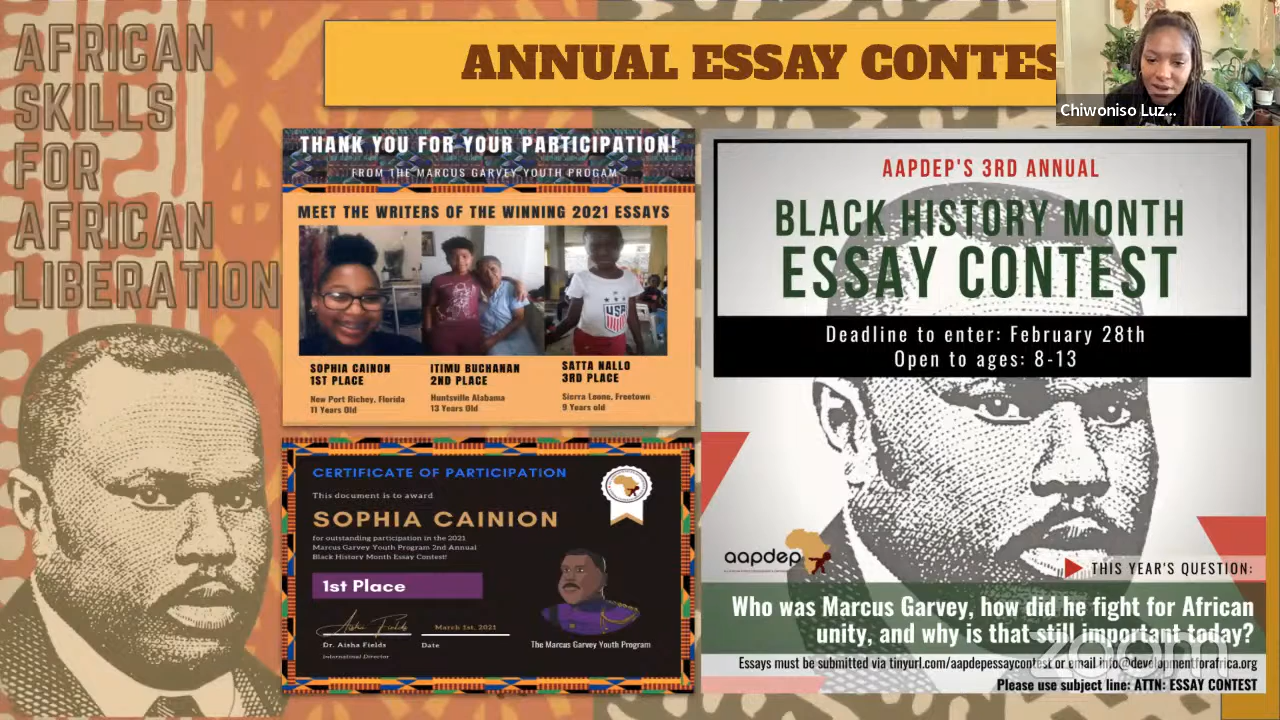 AFRICAN
SKILLS
FOR
AFRICAN
LIBERATION
ANNUAL ESSAY CONTES
Chiwoniso Luz...
THANK YOU FOR YOUR PARTICIPATION!
FROM THE MARCUS GARVEY YOUTH PROGAM
MEET THE WRITERS OF THE WINNING 2021 ESSAYS
SOPHIA CAINON
1ST PLACE
New Port Richey, Florida
11 Years Old
ITIMU BUCHANAN
2ND PLACE
Huntsville Alabama
13 Years Old
SATTA NALLO
3RD PLACE
Sierra Leone, Freetown
9 Years old
USA
CERTIFICATE OF PARTICIPATION
This document is to award
SOPHIA CAINION
for outstanding participation in the 2021
Marcus Garvey Youth Program 2nd Annual
Black History Month Essay Contest!
1st Place
Aisha Fields
March 1st, 2021
Dr. Aisha Fields
Date
International Director
The Marcus Garvey Youth Program
AAPDEP'S 3RD ANNUAL
BLACK HISTORY MONTH
ESSAY CONTEST
Deadline to enter: February 28th
Open to ages: 8-13
aapdep
THIS YEAR'S QUESTION:
Who was Marcus Garvey, how did he fight for African
unity, and why is that still important today?
Essays must be submitted via tinyurl.com/aapdepessaycontest or email info@developmentforafrica.org
Please use subject line: ATTN: ESSAY CONTEST
zoom